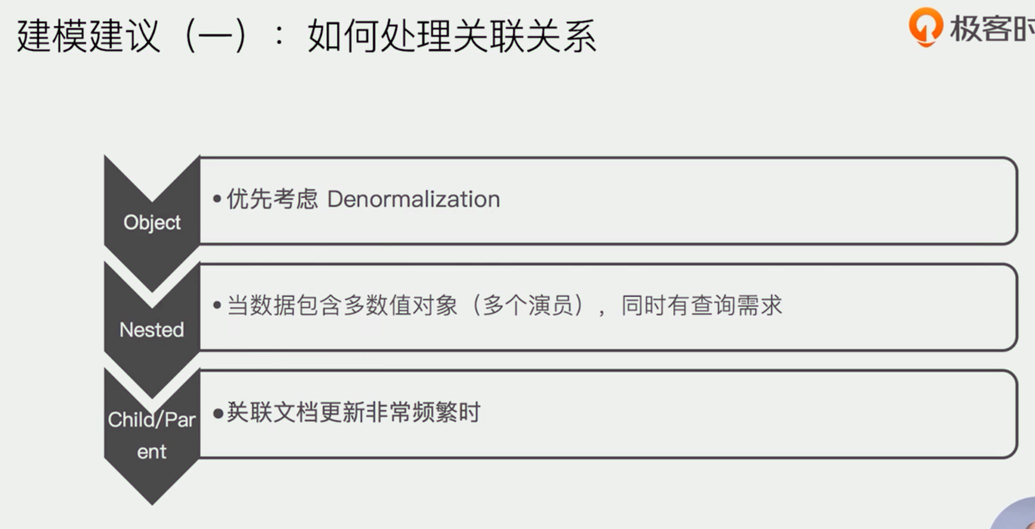 建模建议（一）：如何处理关联关系
极客时
Object
•优先考虑 Denormalization
Nested
•当数据包含多数值对象（多个演员），同时有查询需求
Child/Par
ent
•关联文档更新非常频繁时